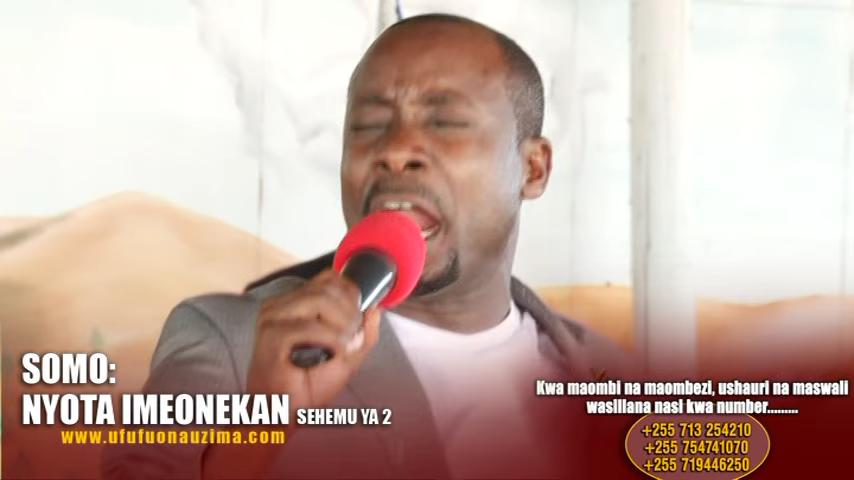 SOMO:
NYOTA IMEONEKAN SEHEMU YA 2
www.ufufuonauzima.com
Kwa maombi na maombezi, ushauri na maswali
wasiliana nasi kwa number.........
+255 713 254210
+255 754741070
+255 719446250